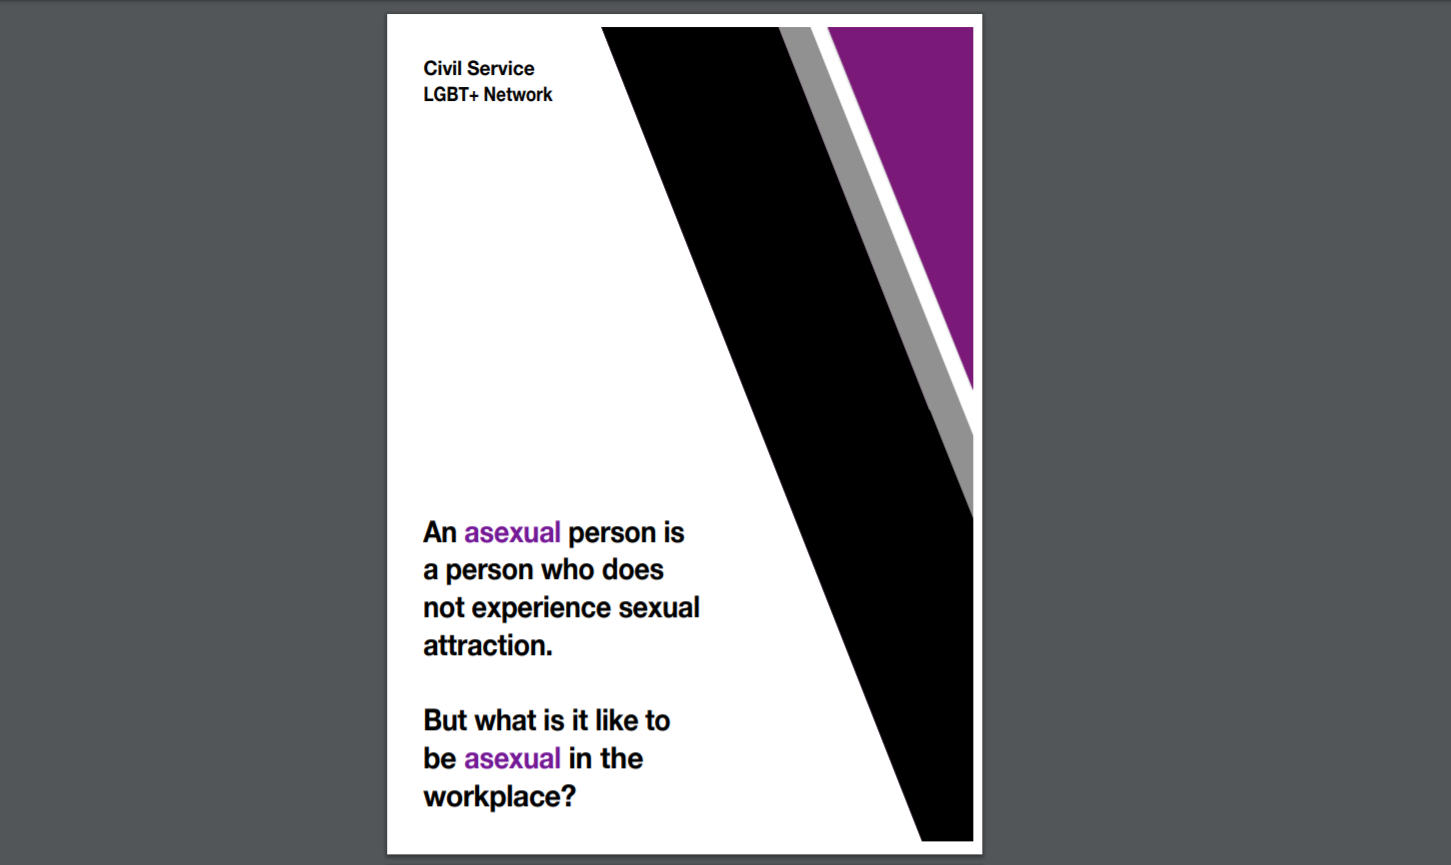 Civil Service
LGBT+ Network
An asexual person is
a person who does
not experience sexual
attraction.
But what is it like to
be asexual in the
workplace?